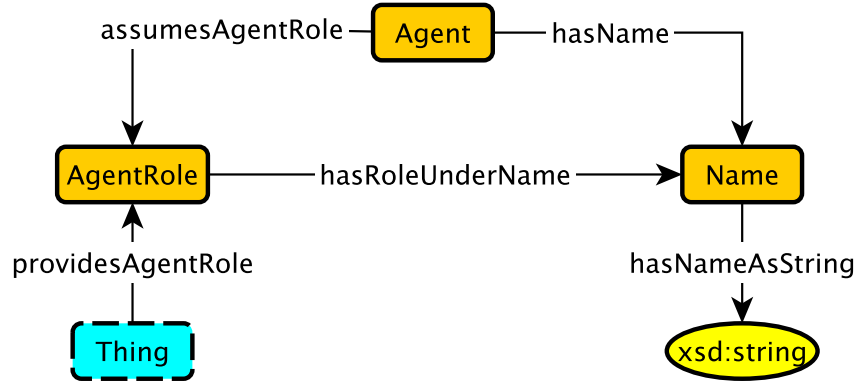 assumesAgentRole
Agent
hasName
AgentRole
hasRoleUnderName
Name
providesAgentRole
hasNameAsString
Thing
xsd:string